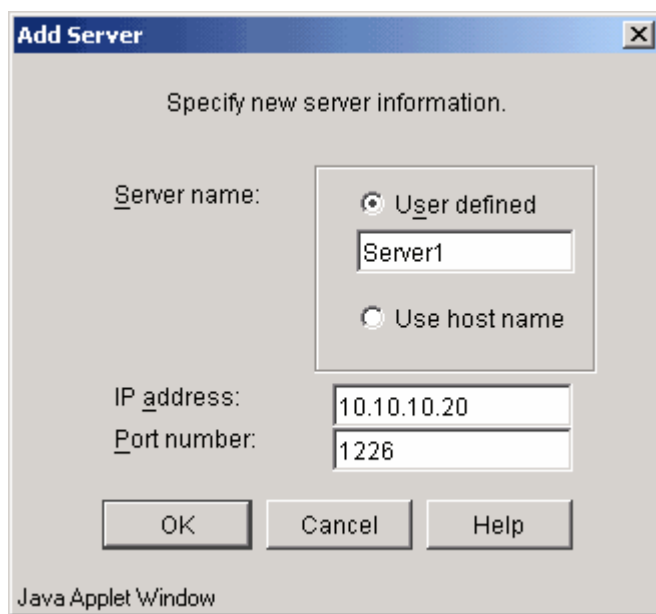 Add Server
Specify new server information.
Server name:
User defined
Server1
Use host name
IP address:
10.10.10.20
Port number:
1226
OK Cancel Help
Java Applet Window